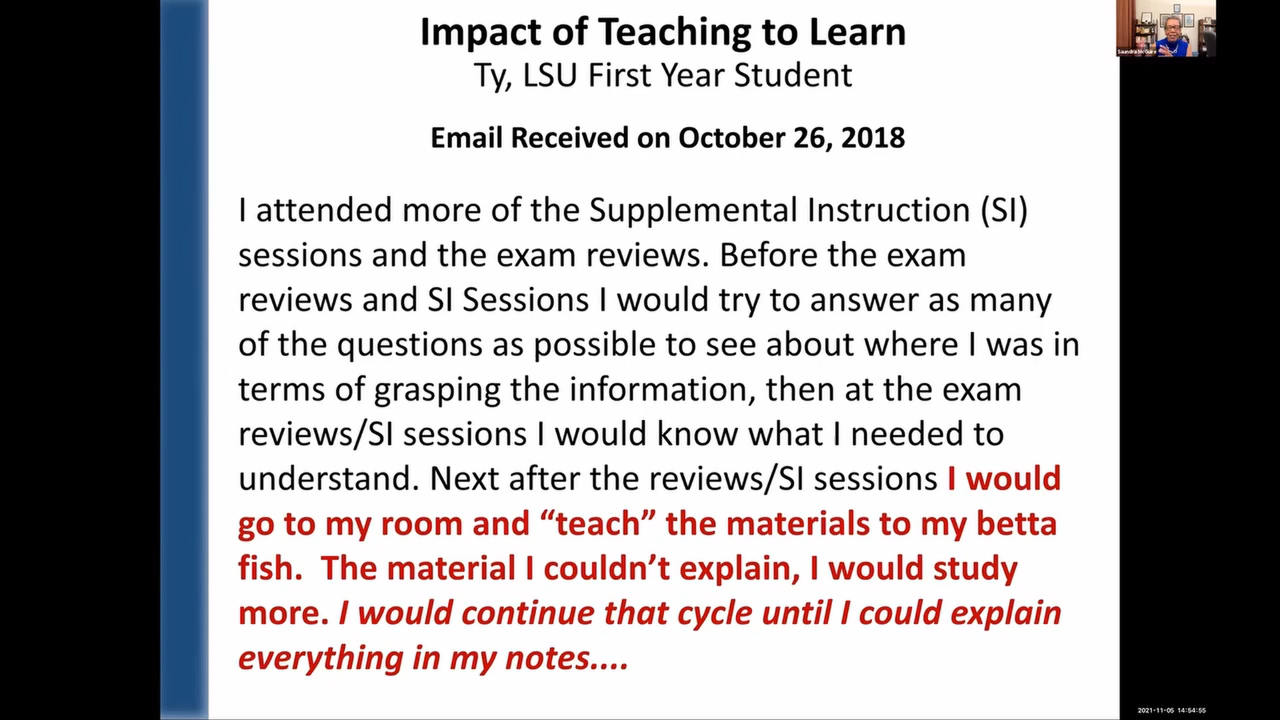 Impact of Teaching to Learn
Ty, LSU First Year Student
Email Received on October 26, 2018
I attended more of the Supplemental Instruction (SI)
sessions and the exam reviews. Before the exam
reviews and SI Sessions I would try to answer as many
of the questions as possible to see about where I was in
terms of grasping the information, then at the exam
reviews/SI sessions I would know what I needed to
understand. Next after the reviews/SI sessions I would
go to my room and “teach” the materials to my betta
fish.  The material I couldn’t explain, I would study
more. I would continue that cycle until I could explain
everything in my notes....
Saundra McGuire
2021-11-05 14:54:55